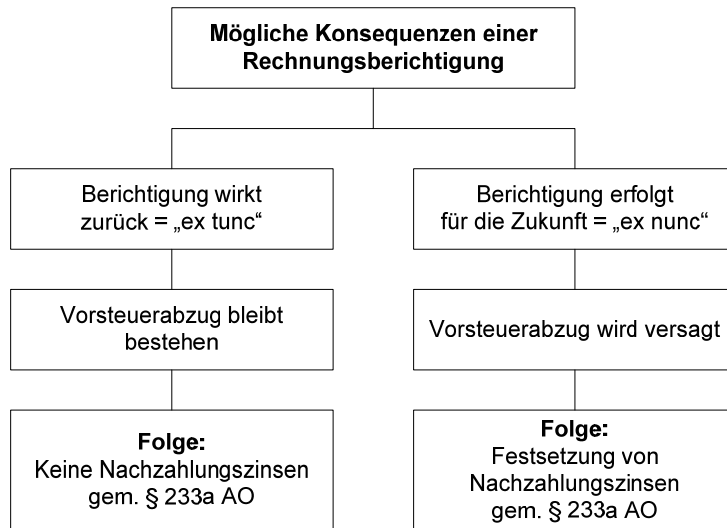 Mögliche Konsequenzen einer
Rechnungsberichtigung
Berichtigung wirkt
zurück = „ex tunc“
Vorsteuerabzug bleibt
bestehen
Folge:
Keine Nachzahlungszinsen
gem. § 233a AO
Berichtigung erfolgt
für die Zukunft = „ex nunc“
Vorsteuerabzug wird versagt
Folge:
Festsetzung von
Nachzahlungszinsen
gem. § 233a AO